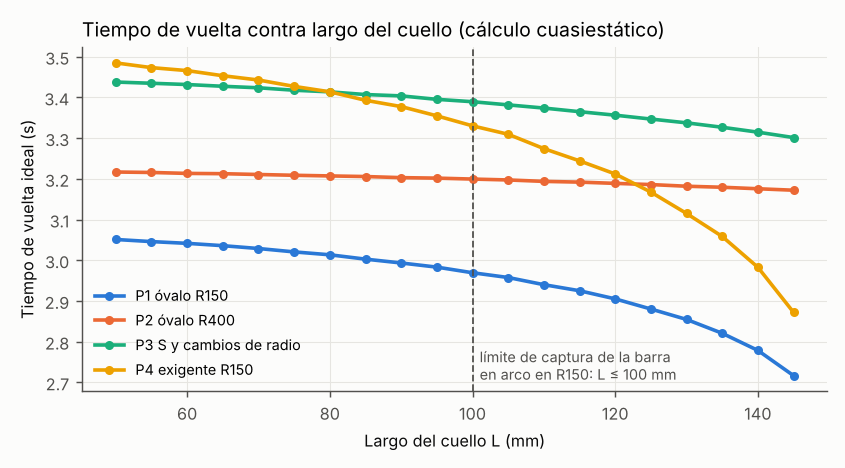 Tiempo de vuelta contra largo del cuello (cálculo cuasiestático)
Tiempo de vuelta ideal (s)
3.5
3.4
3.3
3.2
3.1
3.0
2.9
2.8
2.7
P1 óvalo R150
P2 óvalo R400
P3 S y cambios de radio
P4 exigente R150
límite de captura de la barra
en arco en R150: L ≤ 100 mm
60
80
100
120
140
Largo del cuello L (mm)